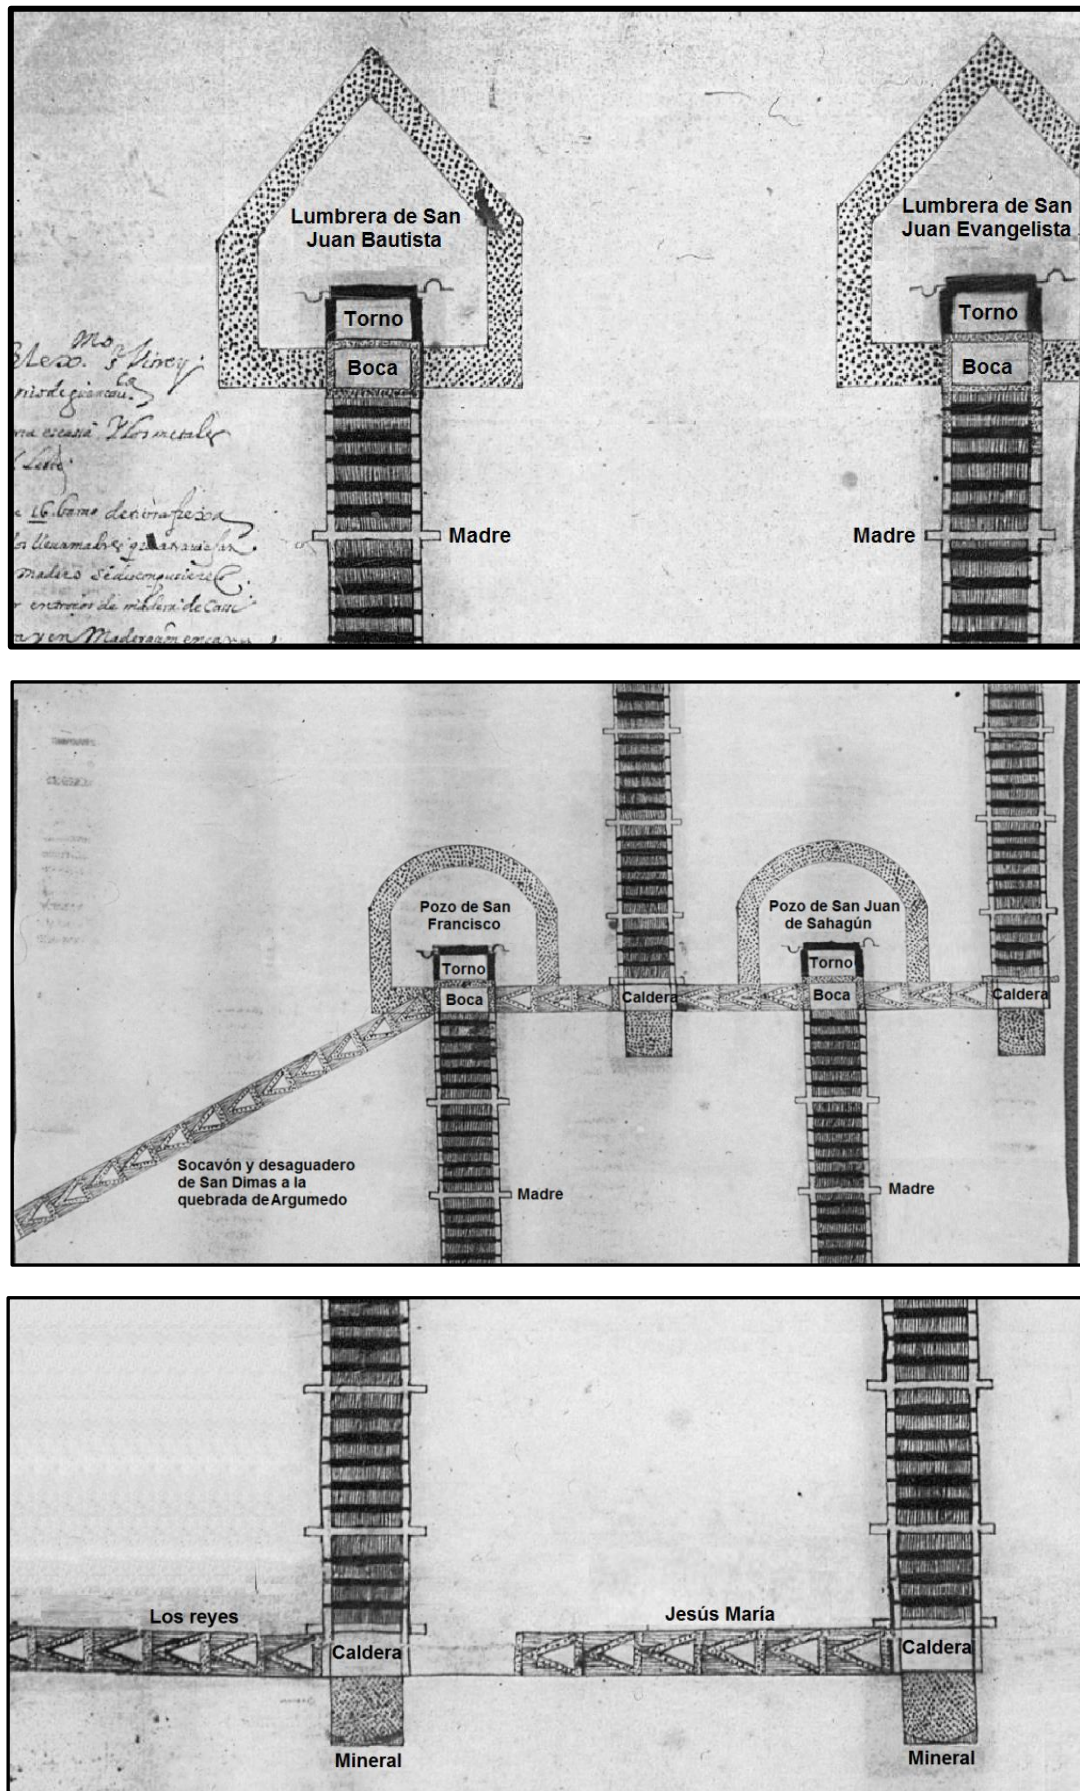 Lumbrera de San
Juan Bautista
Lumbrera de San
Juan Evangelista
Torno
Torno
Boca
Boca
Madre
Madre
Pozo de San
Francisco
Pozo de San Juan
de Sahagún
Torno
Torno
Boca
Caldera
Boca
Caldera
Socavón y desaguadero
de San Dimas a la
quebrada de Argumedo
Madre
Madre
Los reyes
Jesús María
Caldera
Caldera
Mineral
Mineral